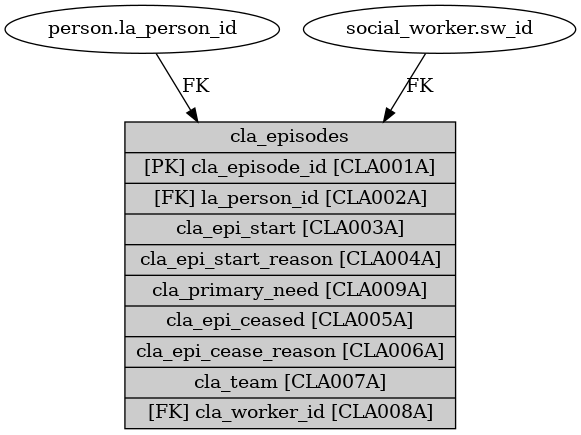 person.la_person_id
social_worker.sw_id
FK
FK
cla_episodes
[PK] cla_episode_id [CLA001A]
[FK] la_person_id [CLA002A]
cla_epi_start [CLA003A]
cla_epi_start_reason [CLA004A]
cla_primary_need [CLA009A]
cla_epi_ceased [CLA005A]
cla_epi_cease_reason [CLA006A]
cla_team [CLA007A]
[FK] cla_worker_id [CLA008A]